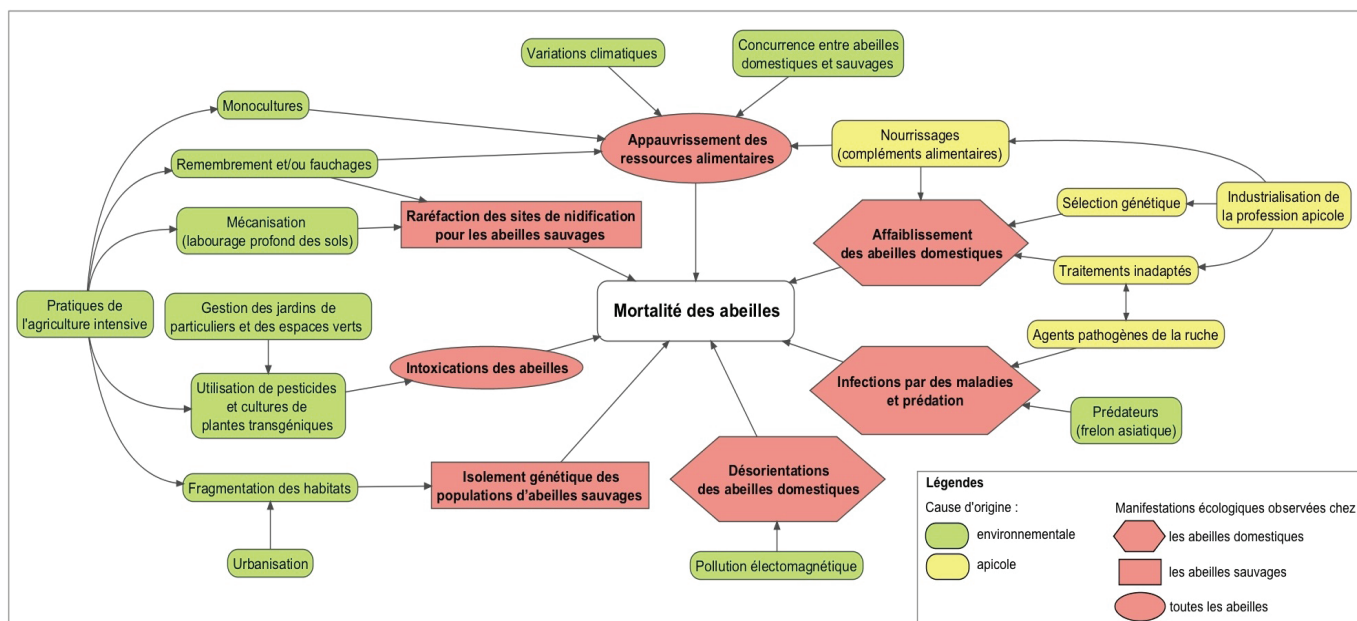 Variations climatiques
Concurrence entre abeilles
domestiques et sauvages
Monocultures
Appauvrissement des
ressources alimentaires
Nourrissages
(compléments alimentaires)
Remembrement et/ou fauchages
Sélection génétique
Industrialisation de
la profession apicole
Mécanisation
(labourage profond des sols)
Raréfaction des sites de nidification
pour les abeilles sauvages
Affaiblissement
des abeilles domestiques
Traitements inadaptés
Pratiques de
l'agriculture intensive
Gestion des jardins de
particuliers et des espaces verts
Mortalité des abeilles
Agents pathogènes de la ruche
Intoxications des abeilles
Utilisation de pesticides
et cultures de
plantes transgéniques
Infections par des maladies
et prédation
Prédateurs
(frelon asiatique)
Fragmentation des habitats
Isolement génétique des
populations d'abeilles sauvages
Désorientations
des abeilles domestiques
Urbanisation
Pollution électomagnétique
Légendes
Cause d'origine :
environnementale
apicole
Manifestations écologiques observées chez
les abeilles domestiques
les abeilles sauvages
toutes les abeilles